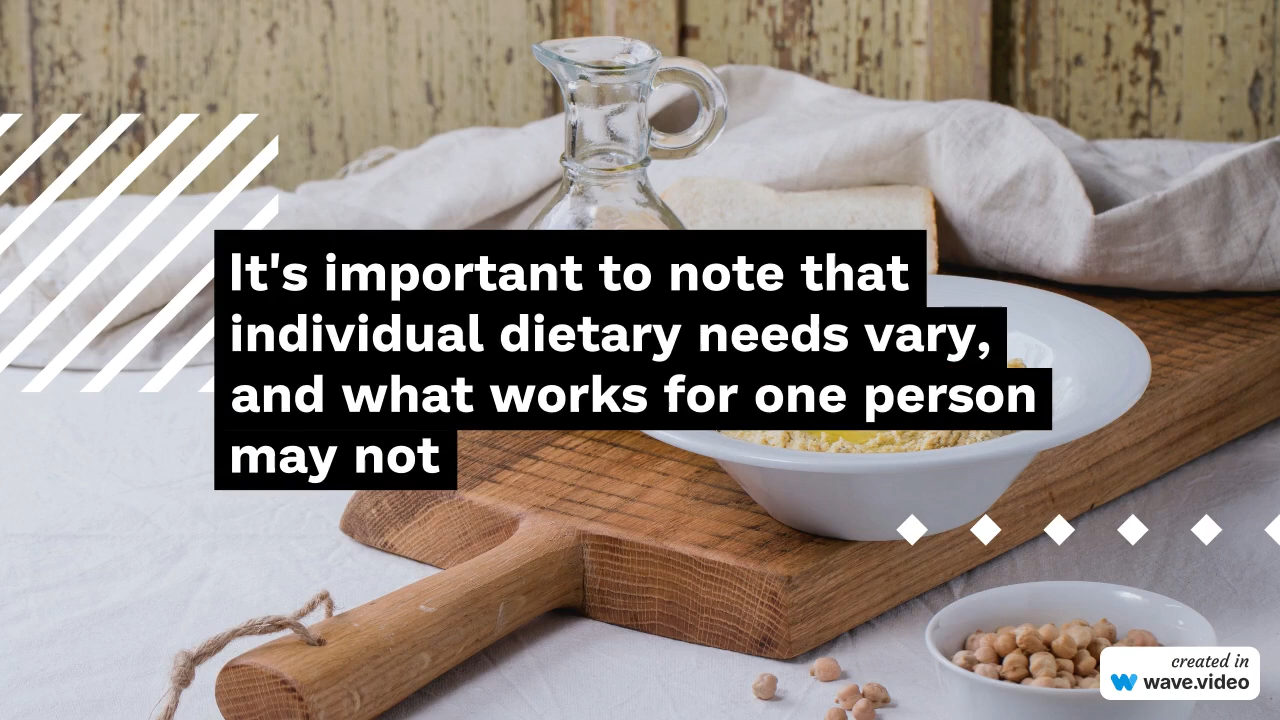 It's important to note that
individual dietary needs vary,
and what works for one person
may not
created in
wave.video